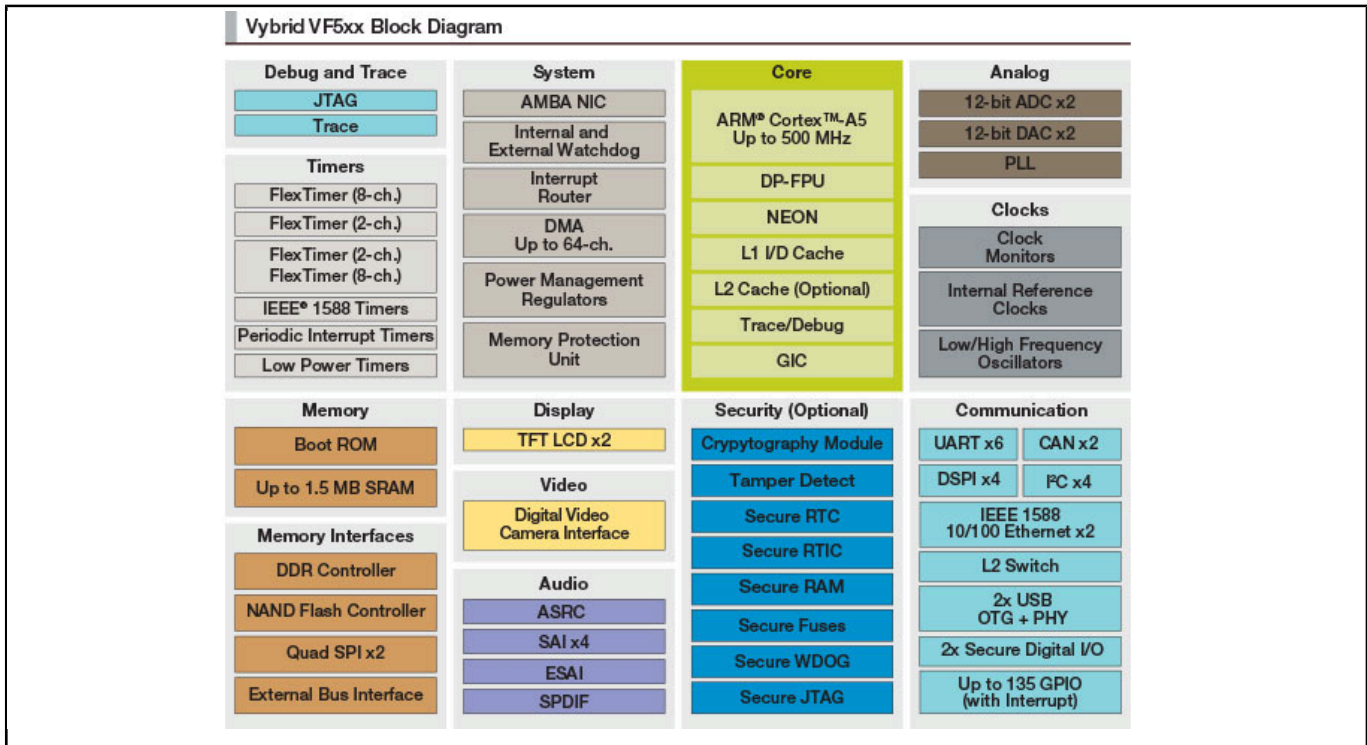 Vybrid VF5xx Block Diagram
Debug and Trace
JTAG
Trace
Timers
FlexTimer (8-ch.)
FlexTimer (2-ch.)
FlexTimer (2-ch.)
FlexTimer (8-ch.)
IEEE® 1588 Timers
Periodic Interrupt Timers
Low Power Timers
System
AMBA NIC
Internal and
External Watchdog
Interrupt
Router
DMA
Up to 64-ch.
Power Management
Regulators
Memory Protection
Unit
Core
ARM® Cortex™-A5
Up to 500 MHz
DP-FPU
NEON
L1 I/D Cache
L2 Cache (Optional)
Trace/Debug
GIC
Analog
12-bit ADC x2
12-bit DAC x2
PLL
Clocks
Clock
Monitors
Internal Reference
Clocks
Low/High Frequency
Oscillators
Memory
Boot ROM
Up to 1.5 MB SRAM
Memory Interfaces
DDR Controller
NAND Flash Controller
Quad SPI x2
External Bus Interface
Display
TFT LCD x2
Video
Digital Video
Camera Interface
Audio
ASRC
SAI x4
ESAI
SPDIF
Security (Optional)
Crypytography Module
Tamper Detect
Secure RTC
Secure RTIC
Secure RAM
Secure Fuses
Secure WDOG
Secure JTAG
Communication
UART x6
CAN x2
DSPI x4
I²C x4
IEEE 1588
10/100 Ethernet x2
L2 Switch
2x USB
OTG + PHY
2x Secure Digital I/O
Up to 135 GPIO
(with Interrupt)